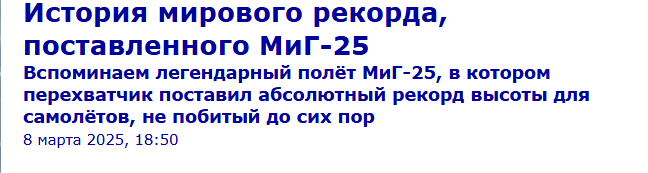 История мирового рекорда,
поставленного МиГ-25
Вспоминаем легендарный полёт МиГ-25, в котором
перехватчик поставил абсолютный рекорд высоты для
самолётов, не побитый до сих пор
8 марта 2025, 18:50